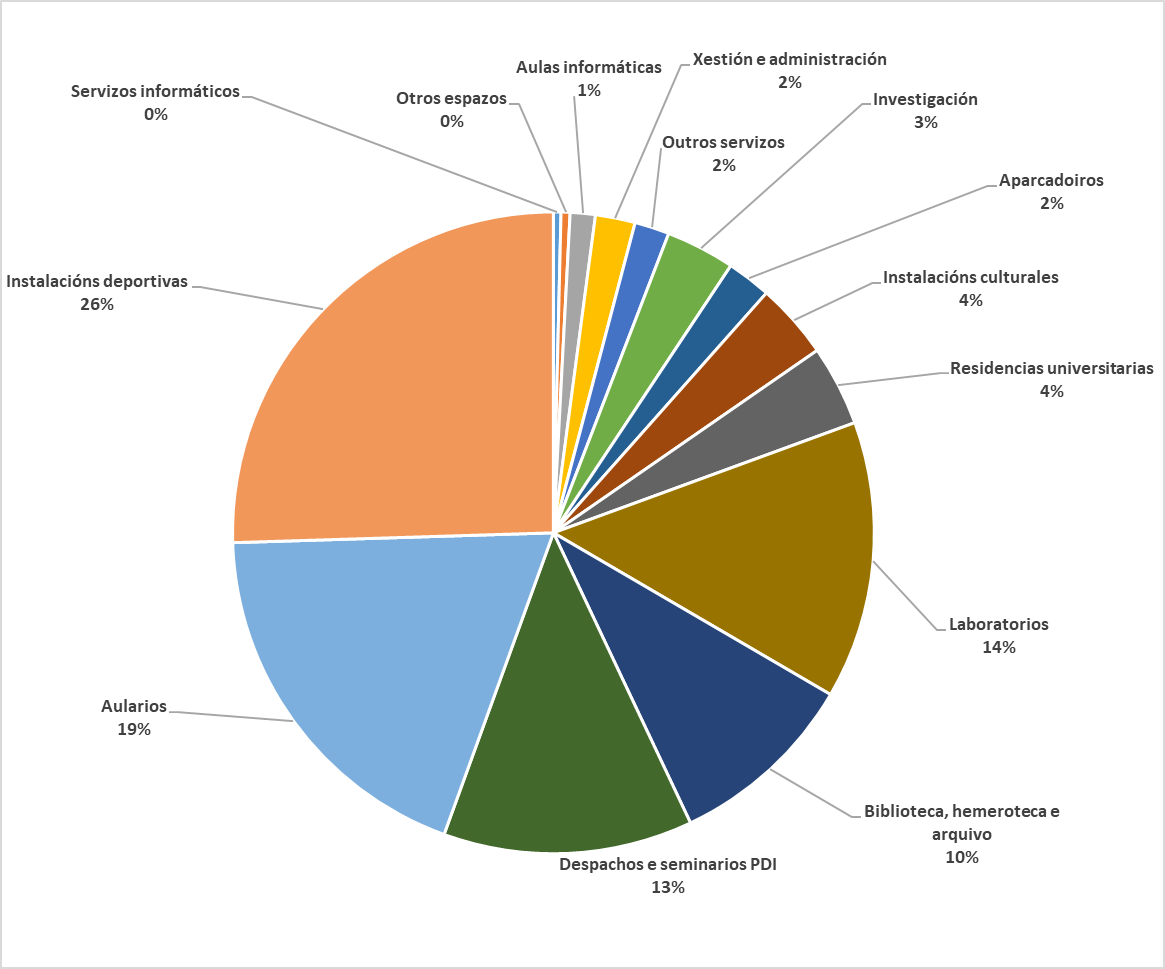 Servizos informáticos
0%
Otros espazos
0%
Aulas informáticas
1%
Xestión e administración
2%
Outros servizos
2%
Investigación
3%
Aparcadoiros
2%
Instalacións culturales
4%
Residencias universitarias
4%
Laboratorios
14%
Biblioteca, hemeroteca e
arquivo
10%
Despachos e seminarios PDI
13%
Aularios
19%
Instalacións deportivas
26%